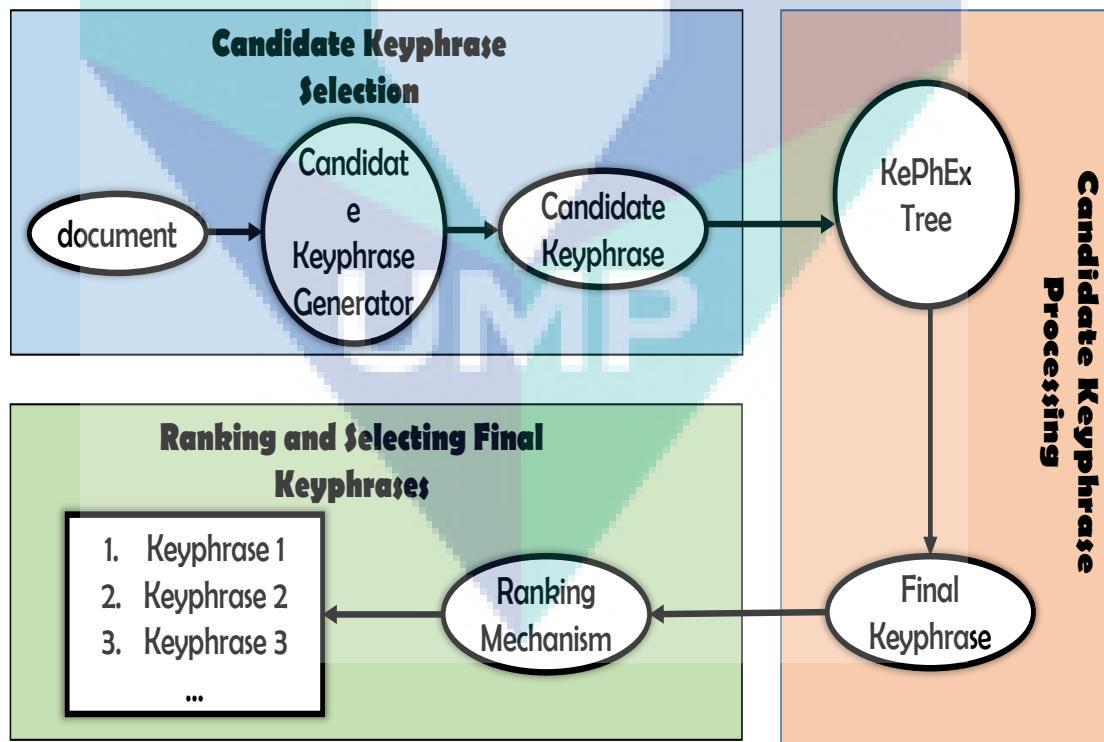 Candidate Keyphrase
Selection
document
Candidat
e
Keyphrase
Generator
Candidate
Keyphrase
KePhEx
Tree
Candidate Keyphrase
Processing
UMP
Final
Keyphrase
Ranking
Mechanism
Ranking and Selecting Final
Keyphrases
1. Keyphrase 1
2. Keyphrase 2
3. Keyphrase 3
...